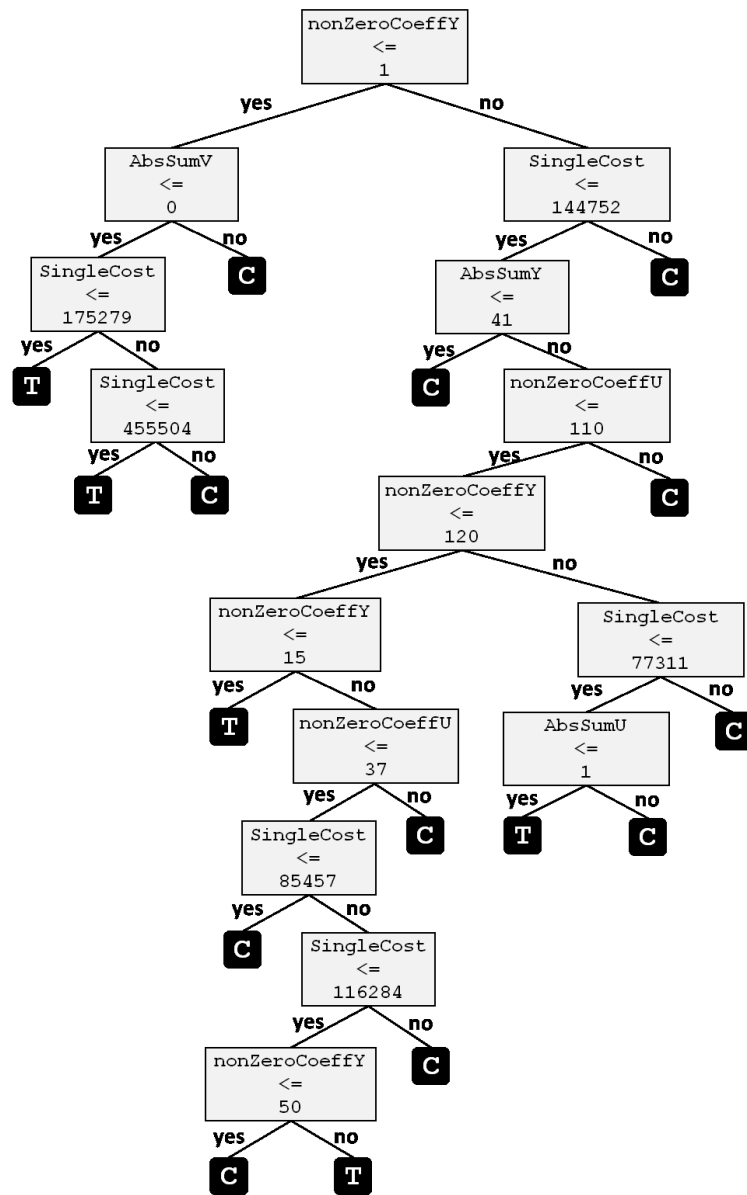 nonZeroCoeffY
<=
1
yes
no
AbsSumV
<=
0
SingleCost
<=
144752
yes
no
yes
no
SingleCost
<=
175279
C
AbsSumY
<=
41
C
yes
no
yes
no
T
SingleCost
<=
455504
C
nonZeroCoeffU
<=
110
yes
no
yes
no
T
C
nonZeroCoeffY
<=
120
C
yes
no
nonZeroCoeffY
<=
15
SingleCost
<=
77311
yes
no
yes
no
T
nonZeroCoeffU
<=
37
AbsSumU
<=
1
C
yes
no
yes
no
SingleCost
<=
85457
C
T
C
yes
no
C
SingleCost
<=
116284
yes
no
nonZeroCoeffY
<=
50
C
yes
no
C
T